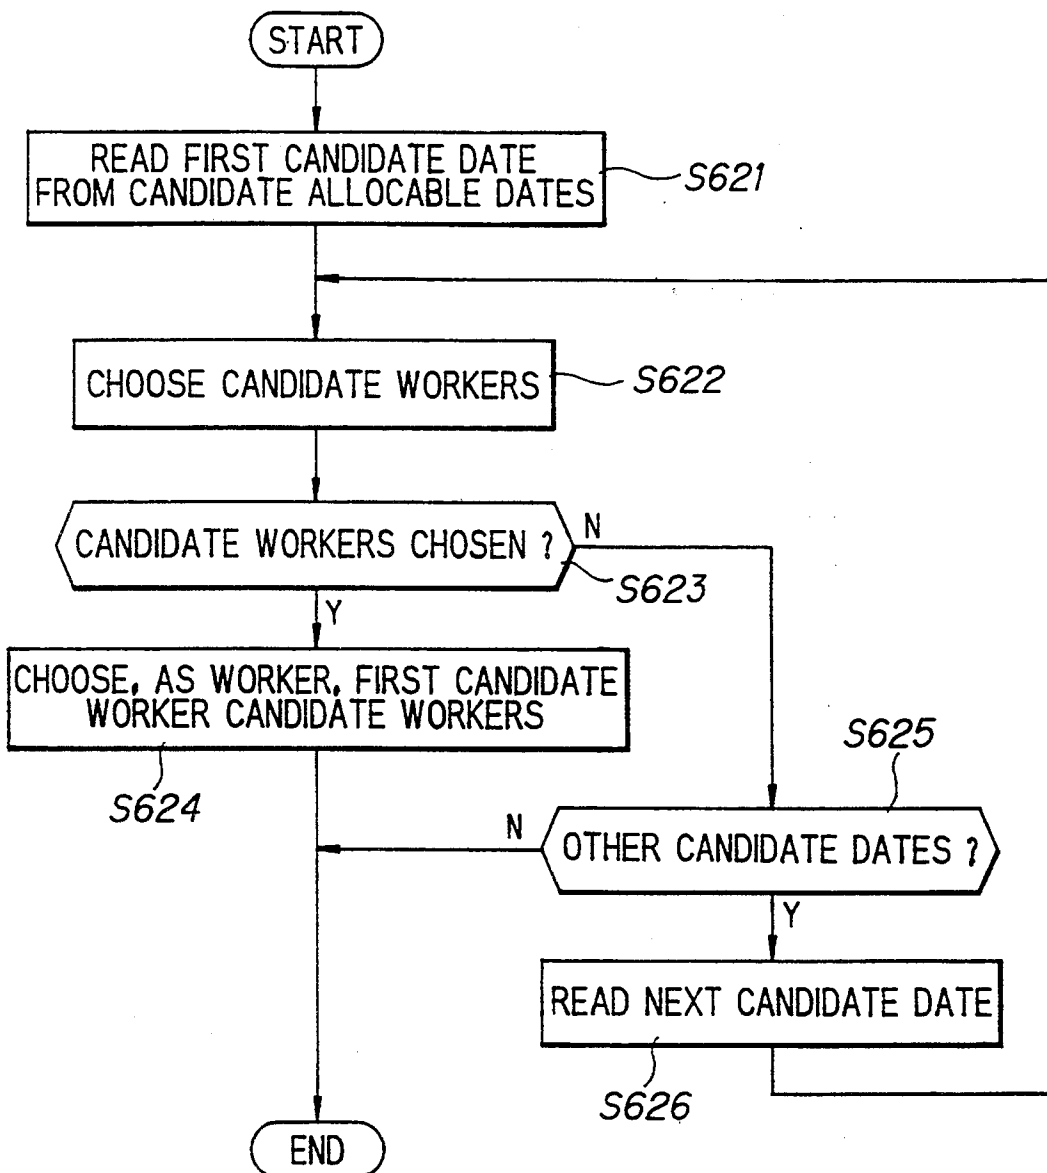 START
READ FIRST CANDIDATE DATE
FROM CANDIDATE ALLOCABLE DATES
S621
CHOOSE CANDIDATE WORKERS
S622
CANDIDATE WORKERS CHOSEN ?
N
S623
Y
CHOOSE, AS WORKER, FIRST CANDIDATE
WORKER CANDIDATE WORKERS
S624
S625
N
OTHER CANDIDATE DATES ?
Y
READ NEXT CANDIDATE DATE
S626
END